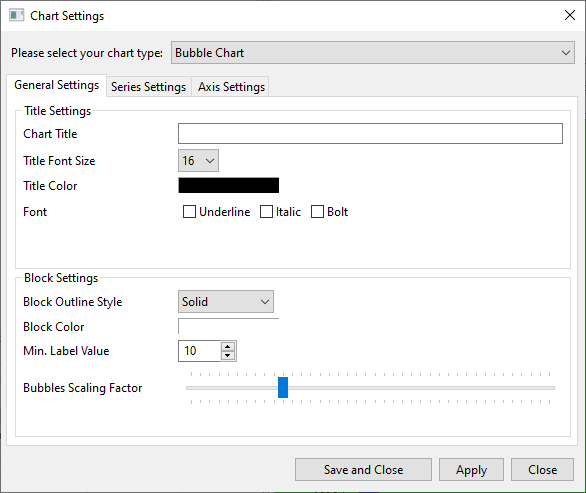 Chart Settings
Please select your chart type: Bubble Chart
General Settings Series Settings Axis Settings
Title Settings
Chart Title
Title Font Size 16
Title Color
Font Underline Italic Bolt
Block Settings
Block Outline Style Solid
Block Color
Min. Label Value 10
Bubbles Scaling Factor
Save and Close Apply Close